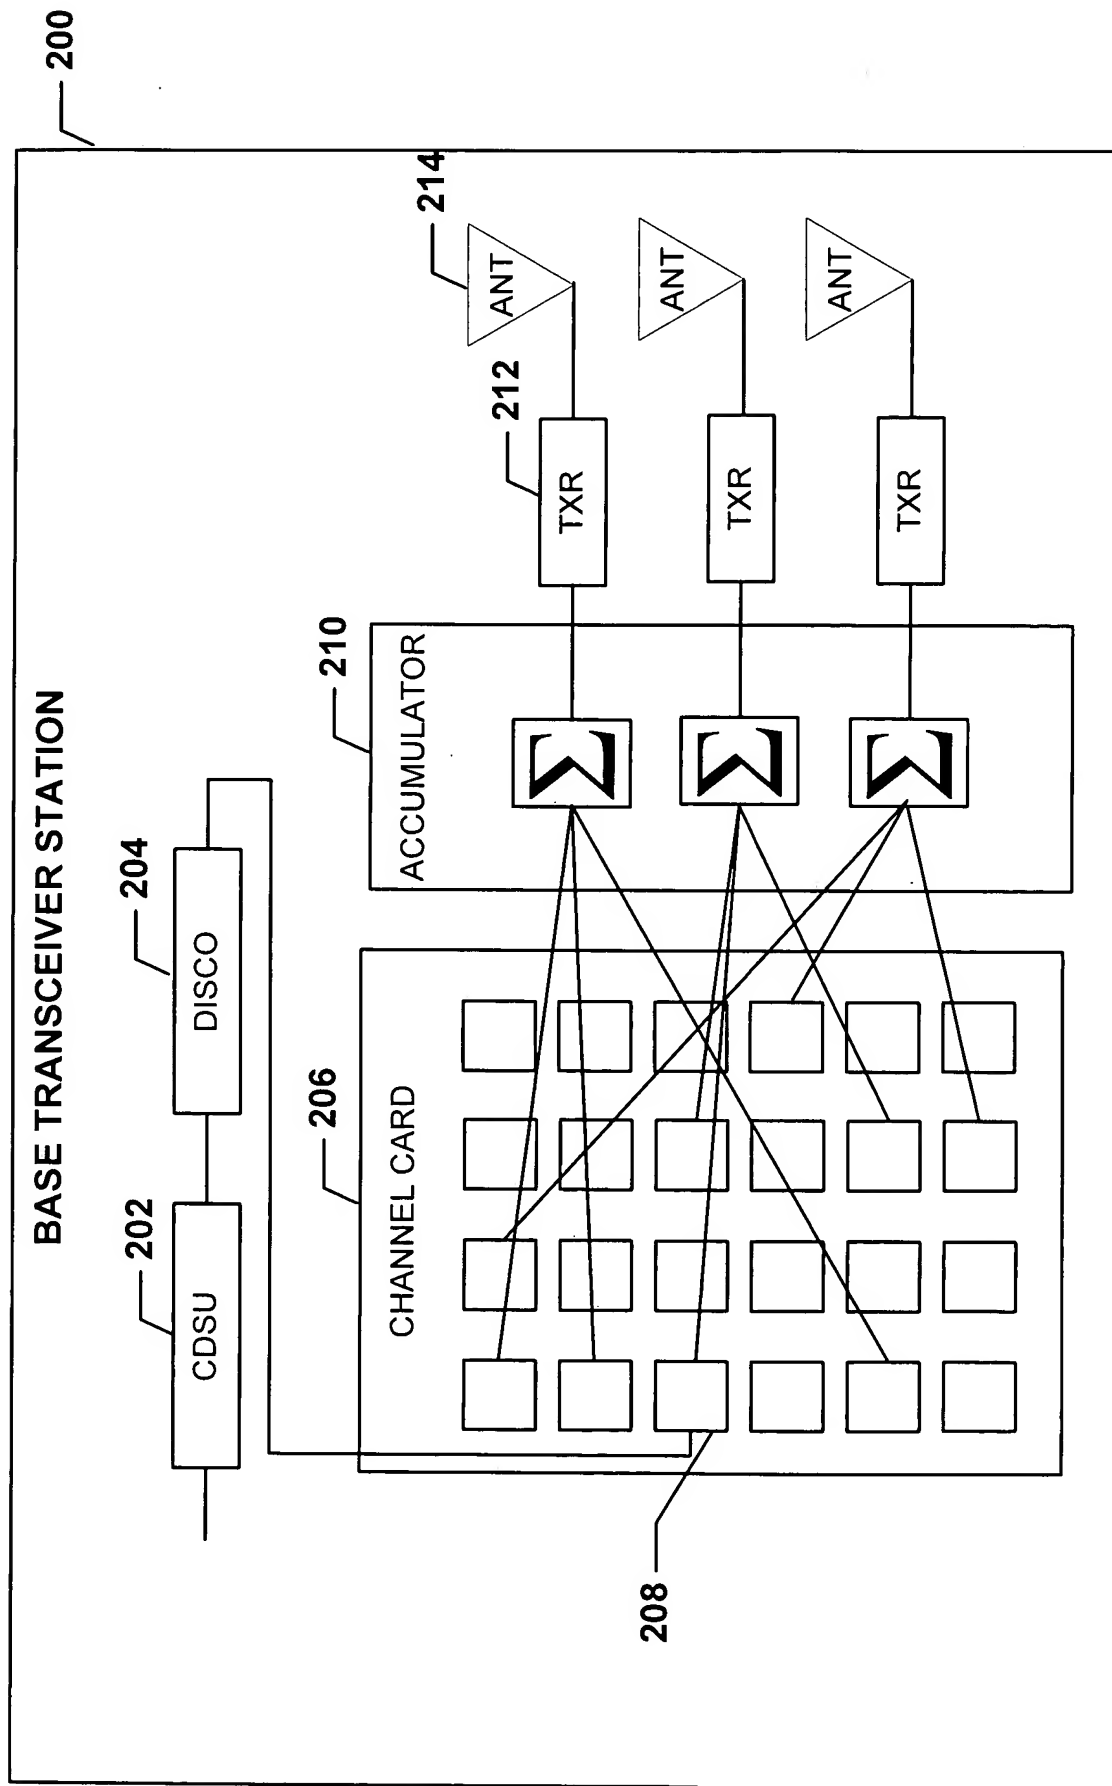 200
BASE TRANSCEIVER STATION
202
CDSU
204
DISCO
206
CHANNEL CARD
208
210
ACCUMULATOR
Σ
Σ
Σ
212
TXR
TXR
TXR
214
ANT
ANT
ANT